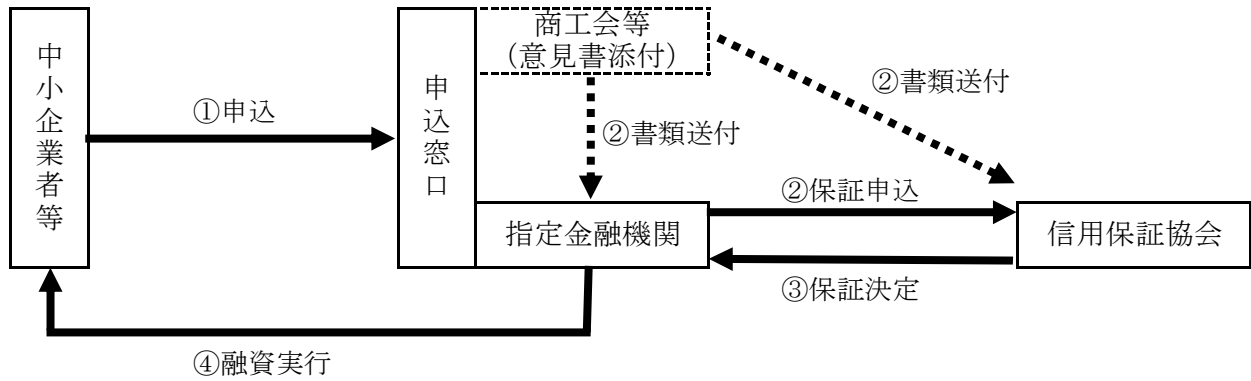 中小企業者等
①申込
申込窓口
商工会等
(意見書添付)
②書類送付
②書類送付
指定金融機関
②保証申込
③保証決定
信用保証協会
④融資実行